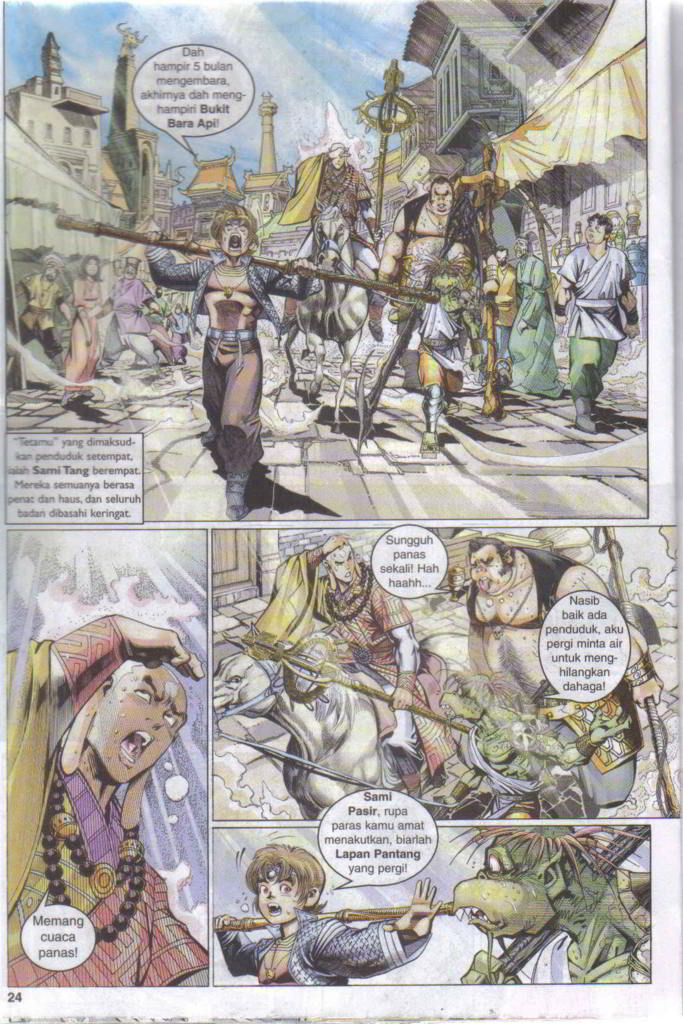 Dah
hampir 5 bulan
mengembara,
akhirnya dah meng-
hampiri Bukit
Bara Api!
"Tetamu" yang dimaksud-
kan penduduk setempat,
ialah Sami Tang berempat.
Mereka semuanya berasa
penat dan haus, dan seluruh
badan dibasahi keringat.
Memang
cuaca
panas!
Sungguh
panas
sekali! Hah
haahh...
Nasib
baik ada
penduduk, aku
pergi minta air
untuk meng-
hilangkan
dahaga!
Sami
Pasir, rupa
paras kamu amat
menakutkan, biarlah
Lapan Pantang
yang pergi!
24